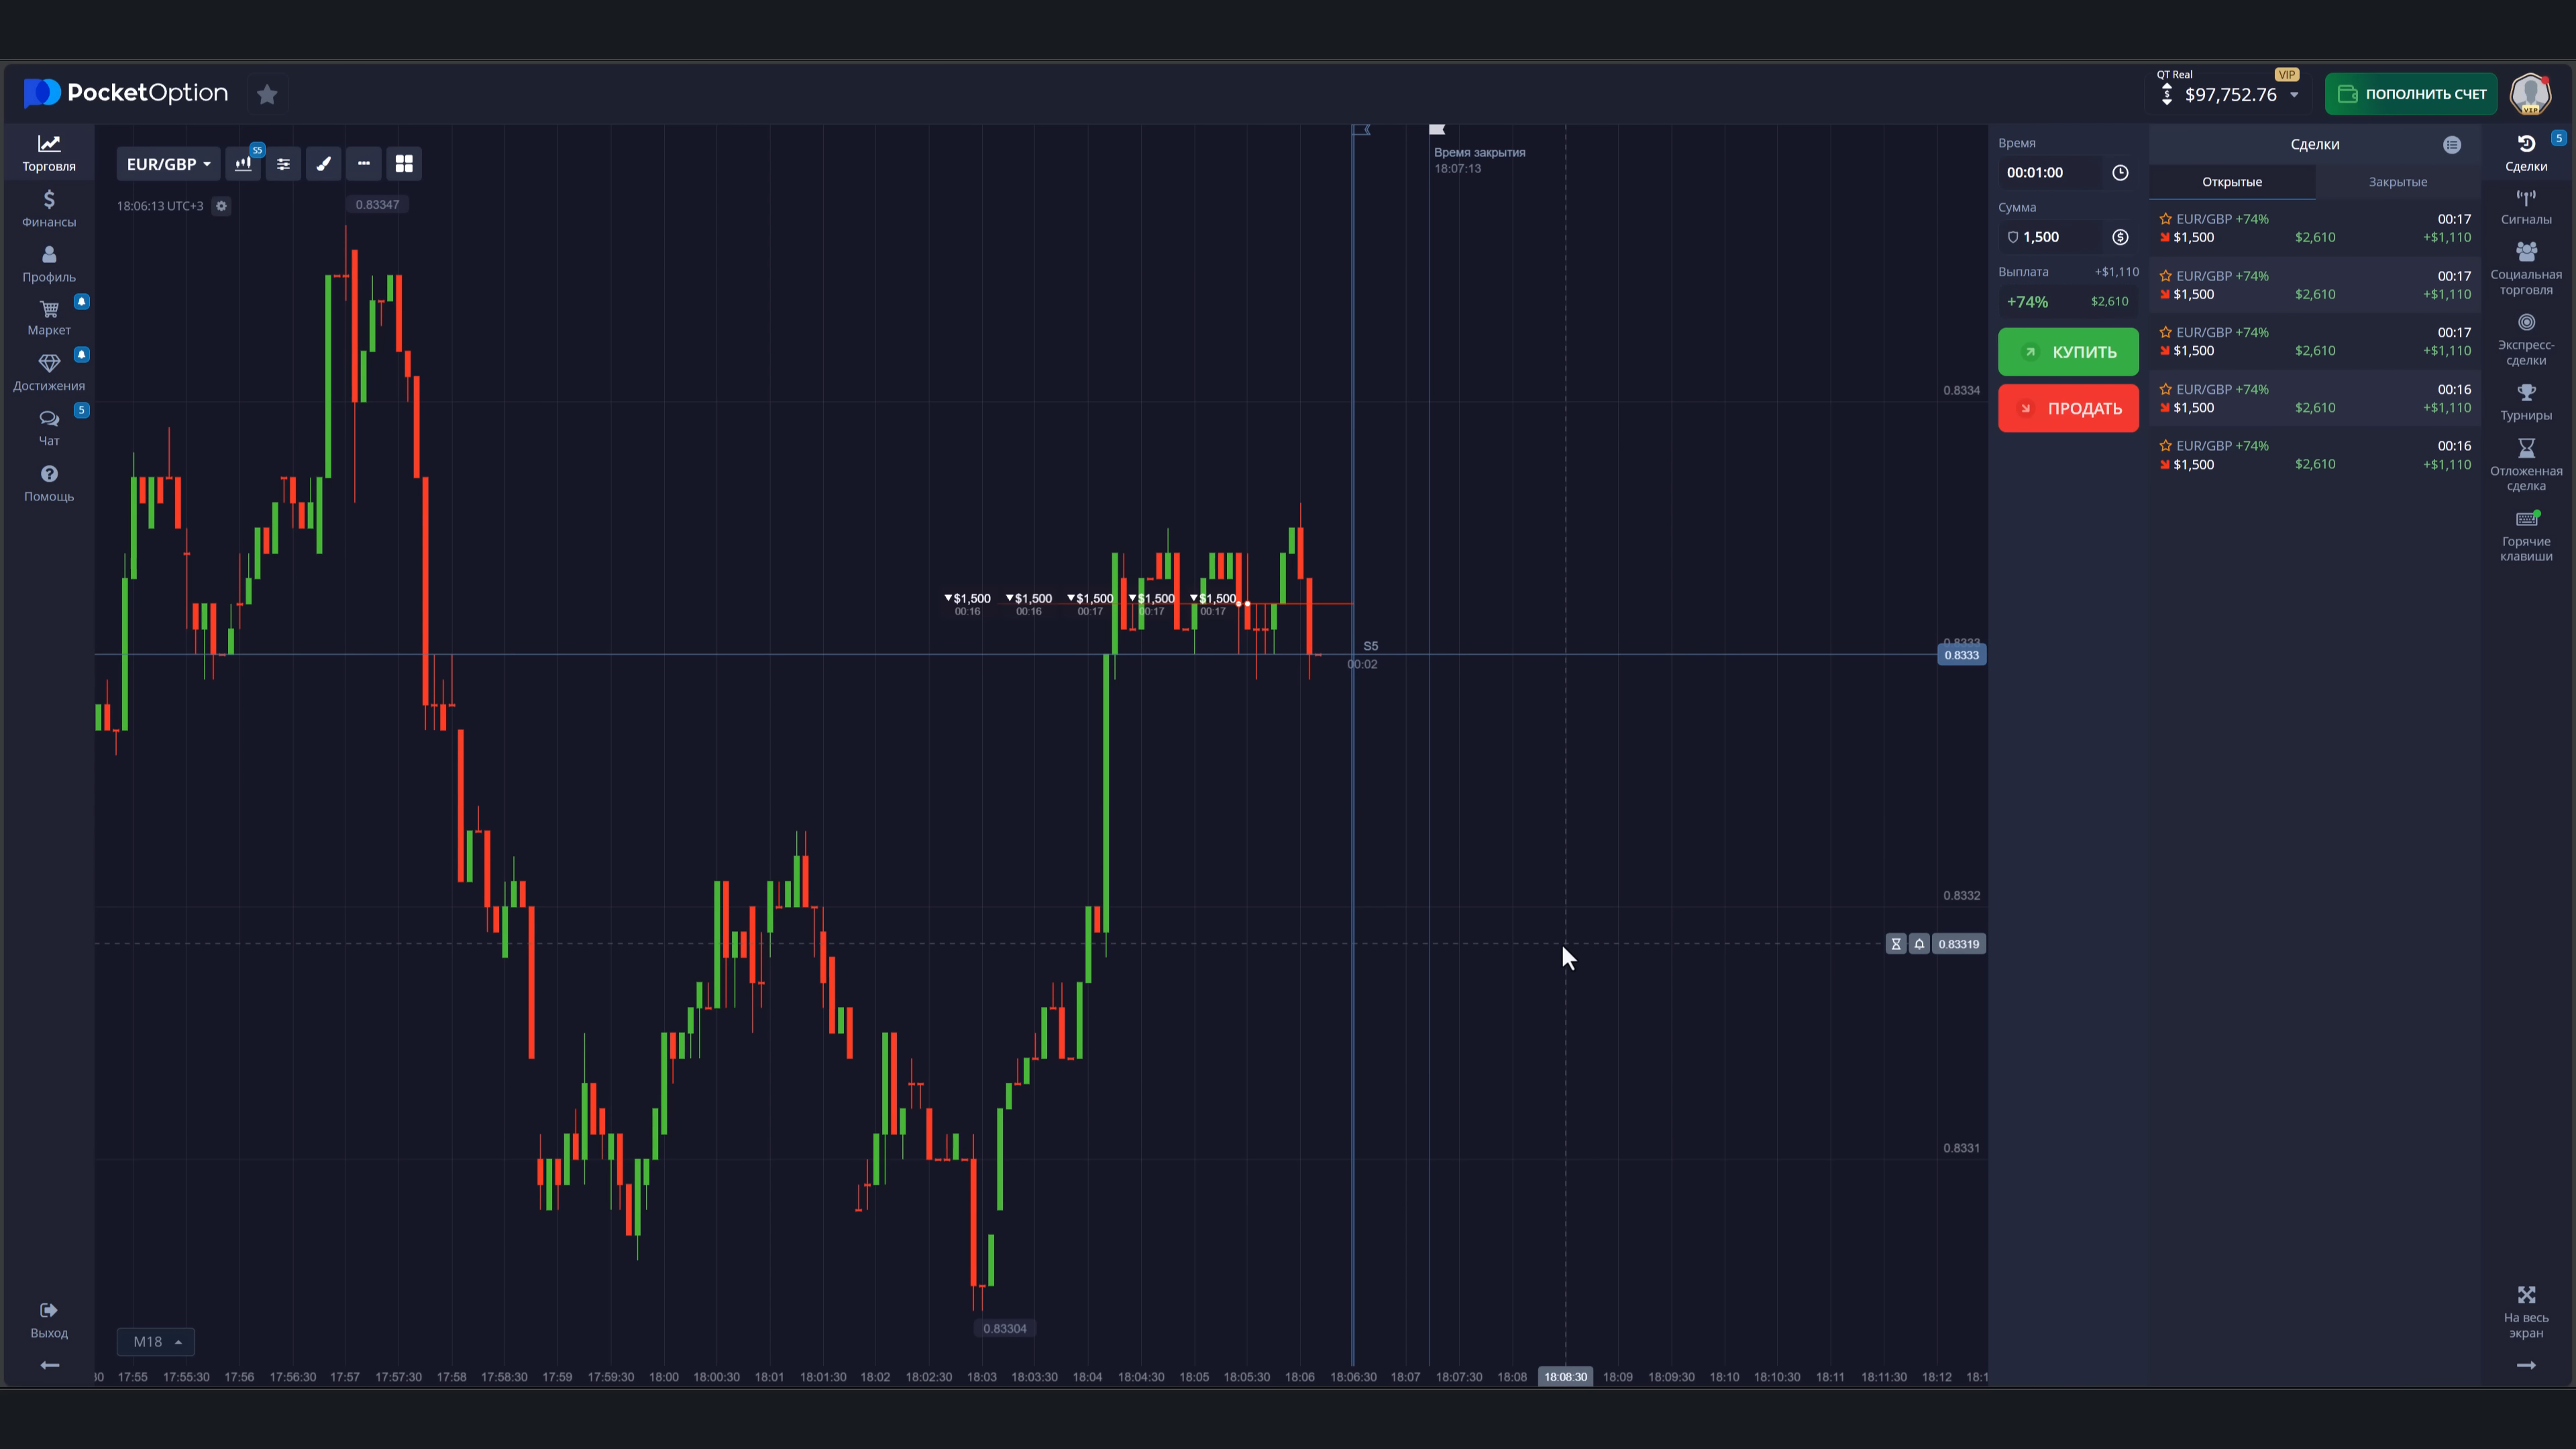 PocketOption
QT Real
VIP
$97,752.76
ПОПОЛНИТЬ СЧЕТ
VIP
Торговля
Финансы
Профиль
Маркет
Достижения
5
Чат
Помощь
Выход
EUR/GBP
S5
18:06:13 UTC+3
0.83347
Время закрытия
18:07:13
0.8334
$1,500 $1,500 $1,500 $1,500 $1,500
00:16 00:16 00:17 00:17 00:17
S5
00:02
0.8333
0.8333
0.8332
0.83319
0.8331
0.83304
M18
30 17:55 17:55:30 17:56 17:56:30 17:57 17:57:30 17:58 17:58:30 17:59 17:59:30 18:00 18:00:30 18:01 18:01:30 18:02 18:02:30 18:03 18:03:30 18:04 18:04:30 18:05 18:05:30 18:06 18:06:30 18:07 18:07:30 18:08 18:08:30 18:09 18:09:30 18:10 18:10:30 18:11 18:11:30 18:12 18:1
Время
00:01:00
Сумма
1,500
Выплата +$1,110
+74% $2,610
КУПИТЬ
ПРОДАТЬ
Сделки
Открытые Закрытые
EUR/GBP +74% 00:17
$1,500 $2,610 +$1,110
EUR/GBP +74% 00:17
$1,500 $2,610 +$1,110
EUR/GBP +74% 00:17
$1,500 $2,610 +$1,110
EUR/GBP +74% 00:16
$1,500 $2,610 +$1,110
EUR/GBP +74% 00:16
$1,500 $2,610 +$1,110
5
Сделки
Сигналы
Социальная
торговля
Экспресс-
сделки
Турниры
Отложенная
сделка
Горячие
клавиши
На весь
экран